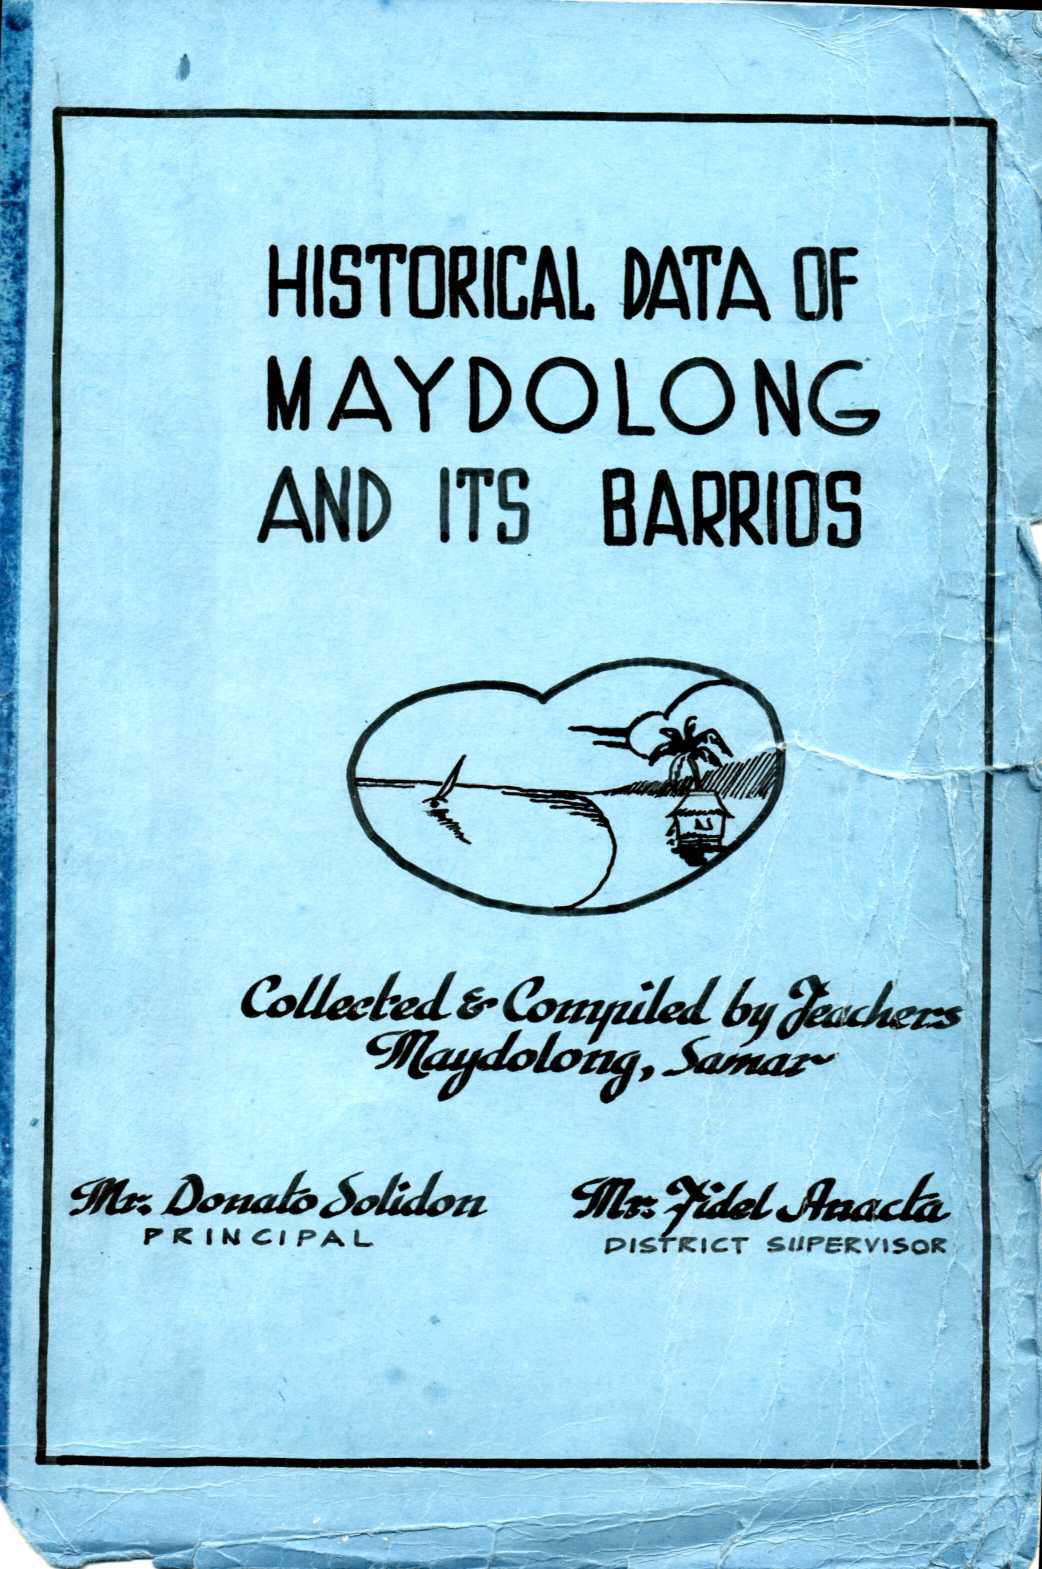 HISTORICAL DATA OF
MAYDOLONG
AND ITS BARRIOS
Collected & Compiled by Teachers
Maydolong, Samar
Mr. Donato Solidon
PRINCIPAL
Mr. Fidel Anacta
DISTRICT SUPERVISOR